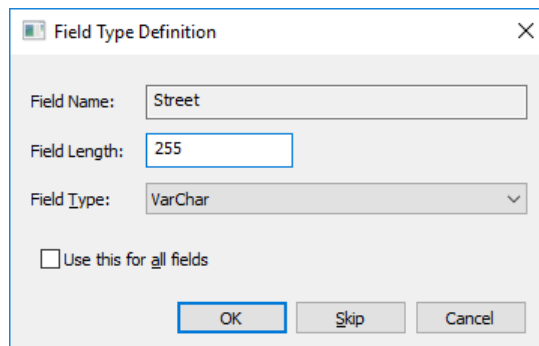 Field Type Definition
Field Name: Street
Field Length: 255
Field Type: VarChar
Use this for all fields
OK Skip Cancel